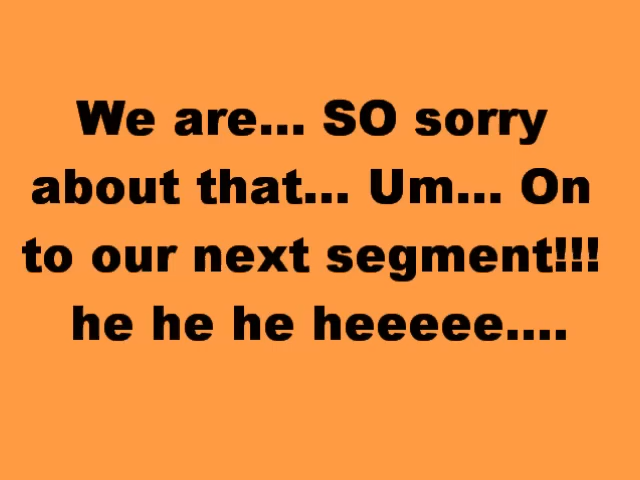 We are... SO sorry
about that... Um... On
to our next segment!!!
he he he heeeee....